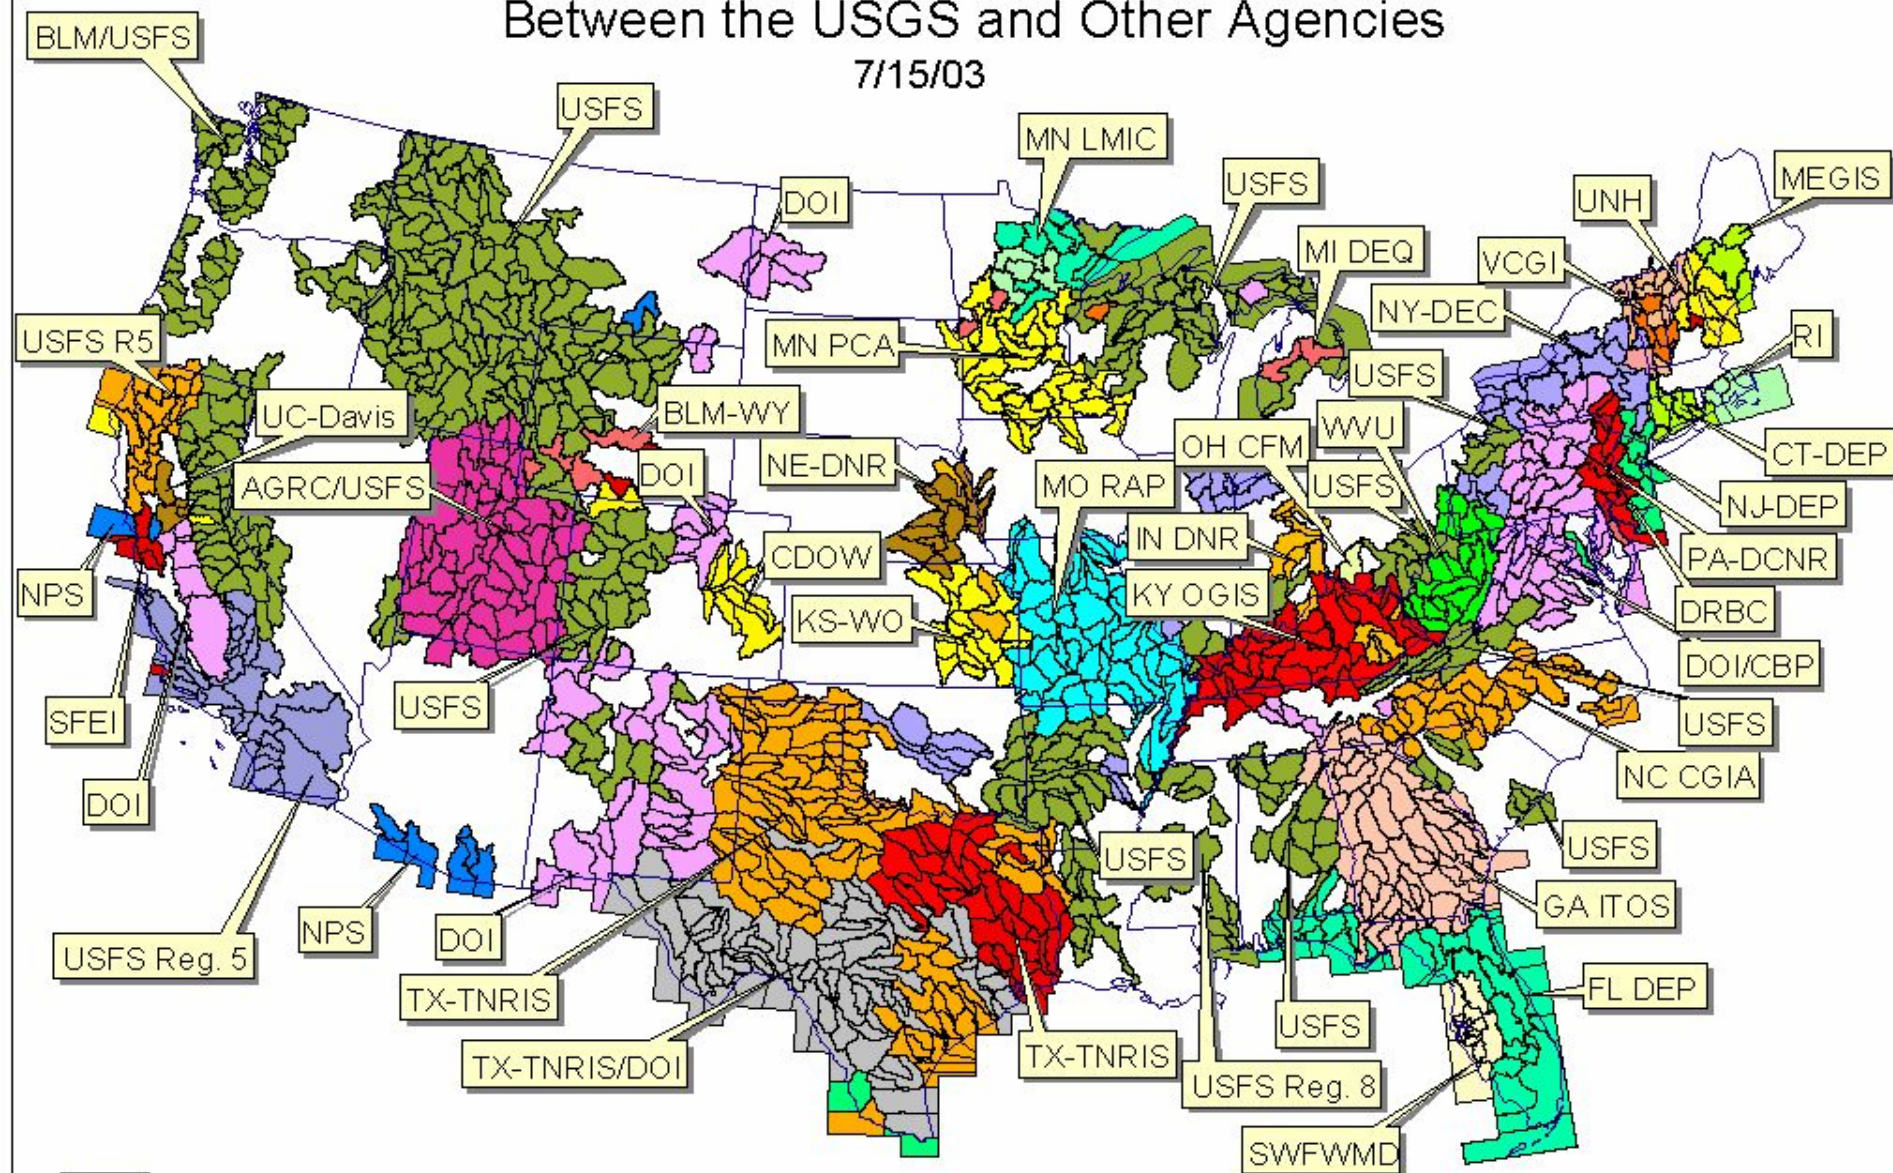 Between the USGS and Other Agencies
7/15/03
BLM/USFS
USFS
MN LMIC
USFS
DOI
UNH
MEGIS
MI DEQ
VCGI
NY-DEC
USFS R5
MN PCA
RI
USFS
UC-Davis
BLM-WY
WVU
OH CFM
CT-DEP
NE-DNR
DOI
AGRC/USFS
MO RAP
USFS
NJ-DEP
IN DNR
CDOW
PA-DCNR
NPS
KY OGIS
DRBC
KS-WO
DOI/CBP
USFS
SFEI
USFS
NC CGIA
DOI
USFS
USFS
GA ITOS
NPS
DOI
USFS Reg. 5
FL DEP
TX-TNRIS
USFS
TX-TNRIS
TX-TNRIS/DOI
USFS Reg. 8
SWFWMD